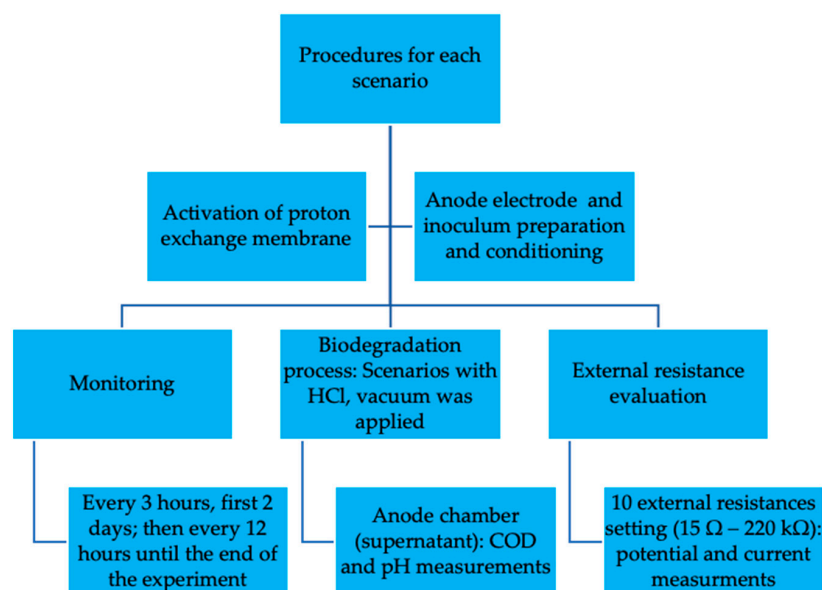 Procedures for each
scenario
Activation of proton
exchange membrane
Anode electrode and
inoculum preparation
and conditioning
Monitoring
Biodegradation
process: Scenarios with
HCl, vacuum was
applied
External resistance
evaluation
Every 3 hours, first 2
days; then every 12
hours until the end of
the experiment
Anode chamber
(supernatant): COD
and pH measurements
10 external resistances
setting (15 Ω – 220 kΩ):
potential and current
measurments